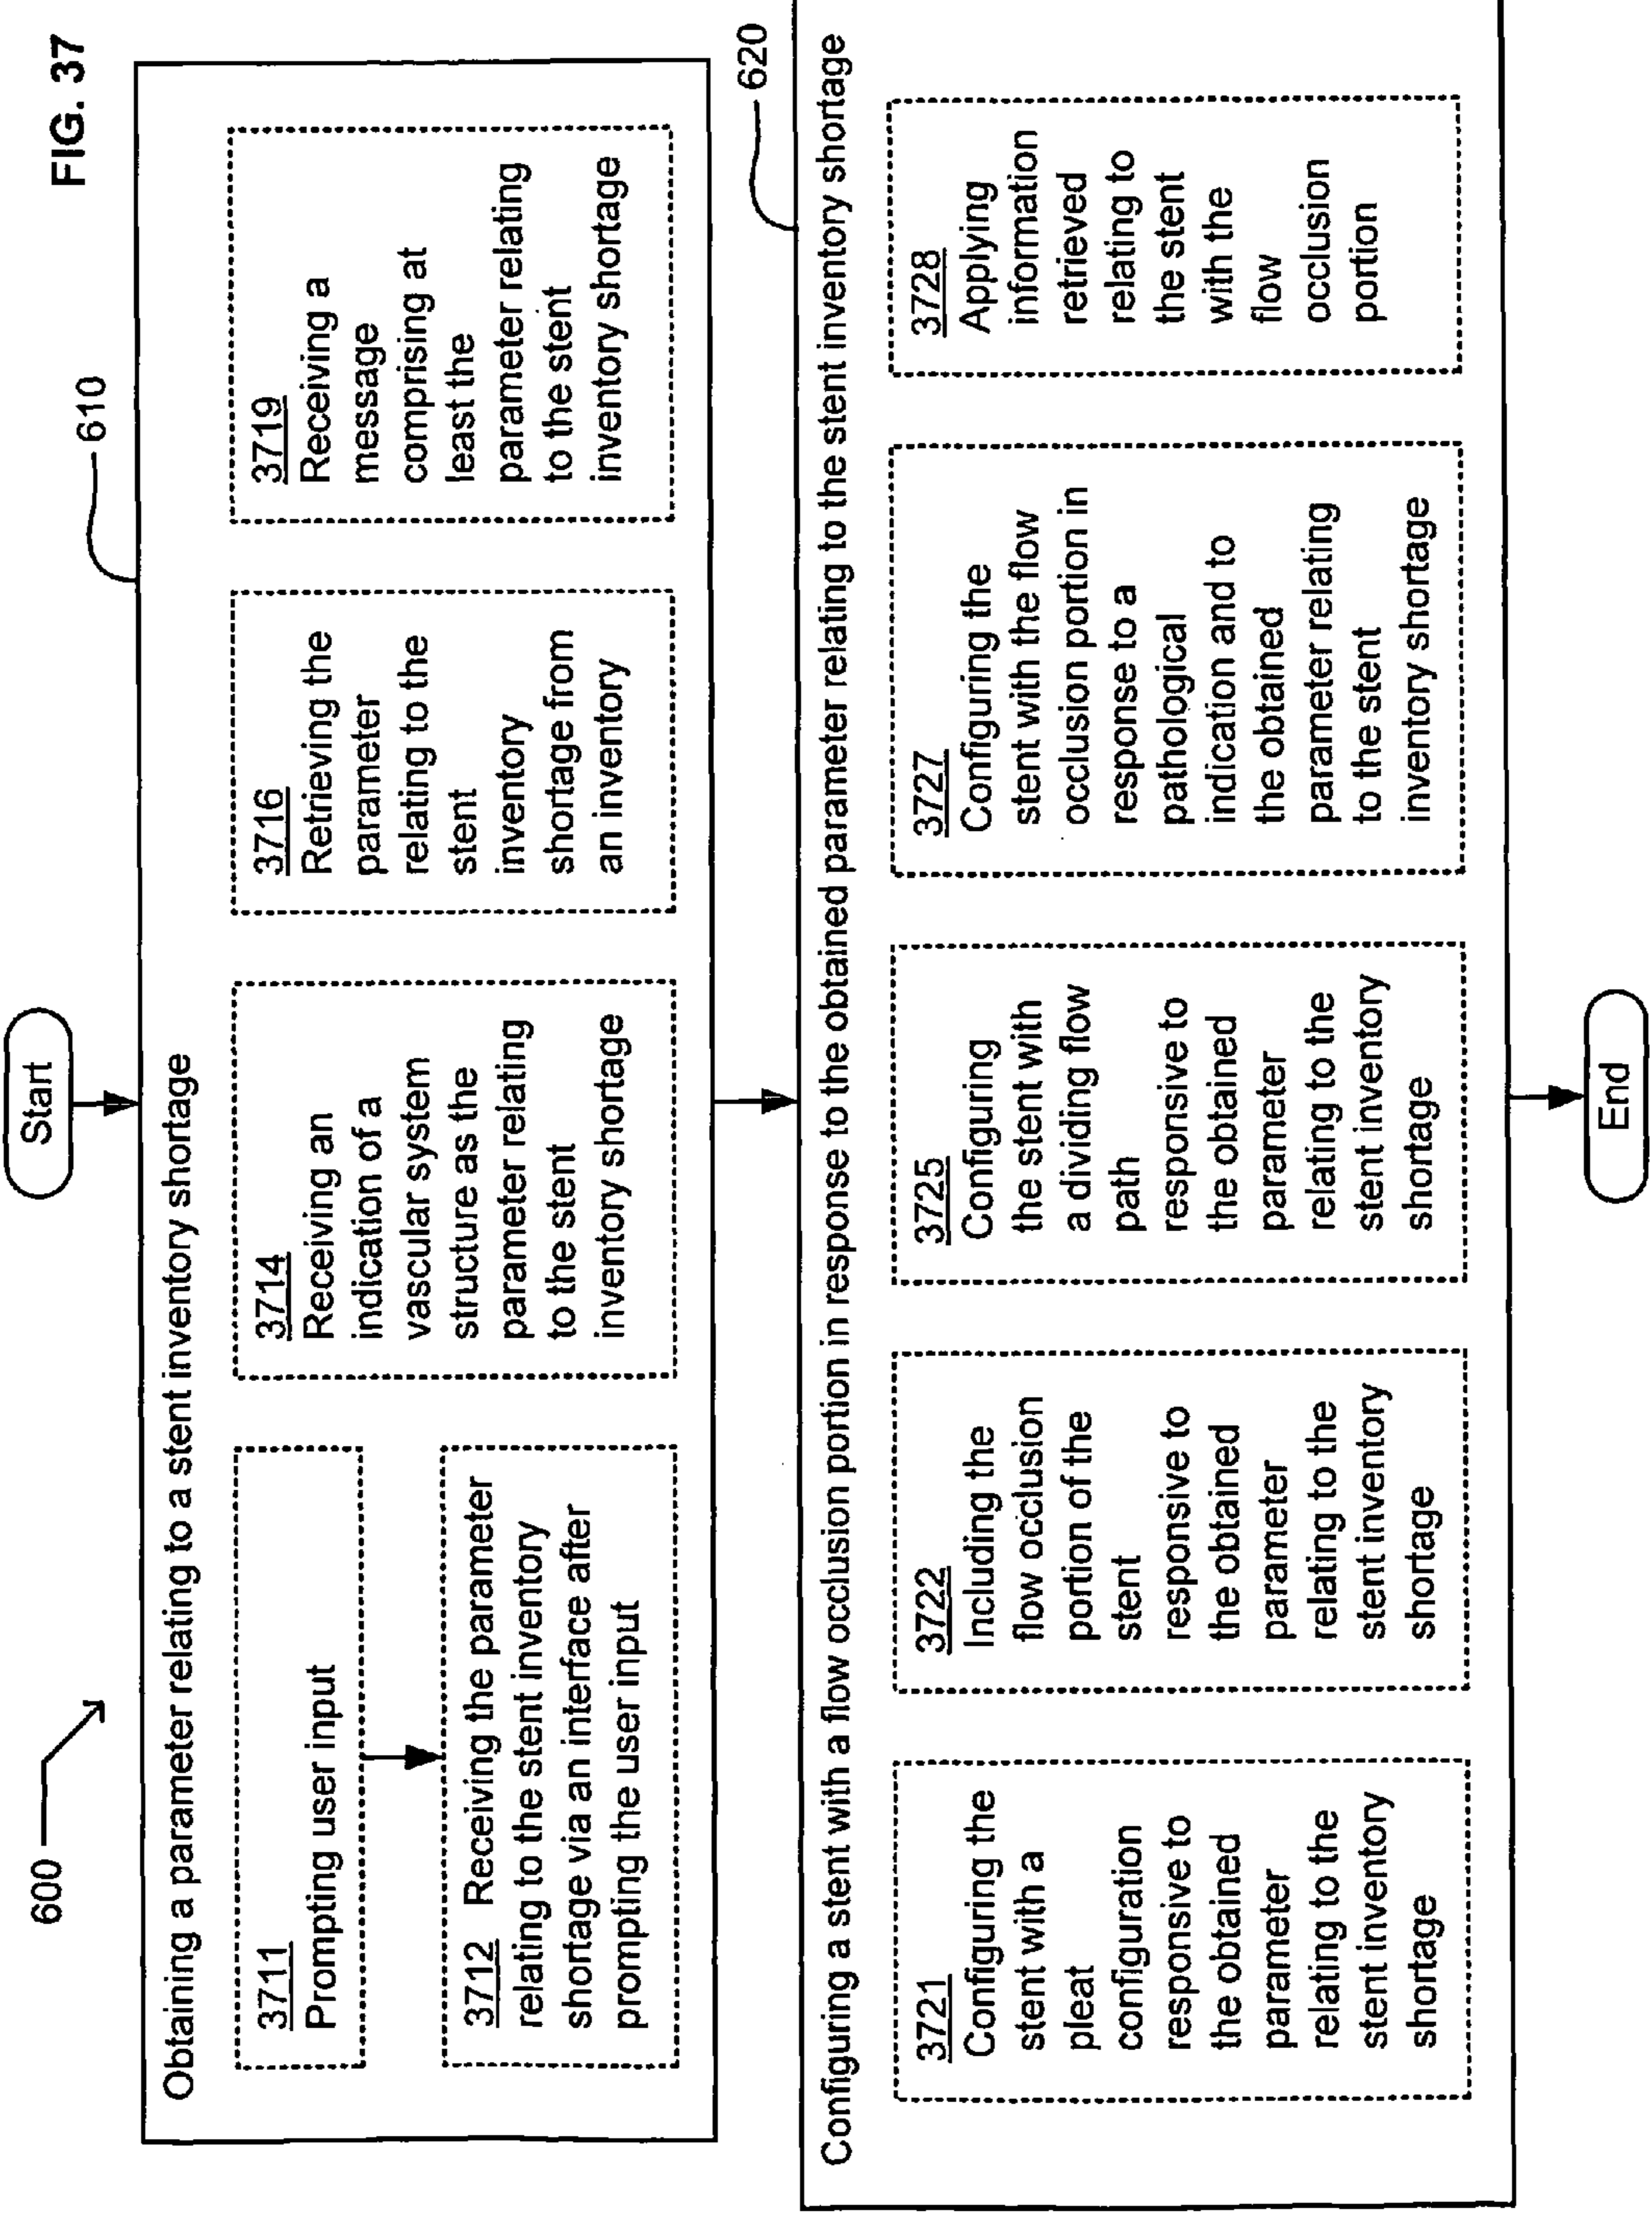 FIG. 37
600
Start
610
Obtaining a parameter relating to a stent inventory shortage
3711
Prompting user input
3712 Receiving the parameter
relating to the stent inventory
shortage via an interface after
prompting the user input
3714
Receiving an
indication of a
vascular system
structure as the
parameter relating
to the stent
inventory shortage
3716
Retrieving the
parameter
relating to the
stent
inventory
shortage from
an inventory
3719
Receiving a
message
comprising at
least the
parameter relating
to the stent
inventory shortage
620
Configuring a stent with a flow occlusion portion in response to the obtained parameter relating to the stent inventory shortage
3721
Configuring the
stent with a
pleat
configuration
responsive to
the obtained
parameter
relating to the
stent inventory
shortage
3722
Including the
flow occlusion
portion of the
stent
responsive to
the obtained
parameter
relating to the
stent inventory
shortage
3725
Configuring
the stent with
a dividing flow
path
responsive to
the obtained
parameter
relating to the
stent inventory
shortage
3727
Configuring the
stent with the flow
occlusion portion in
response to a
pathological
indication and to
the obtained
parameter relating
to the stent
inventory shortage
3728
Applying
information
retrieved
relating to
the stent
with the
flow
occlusion
portion
End